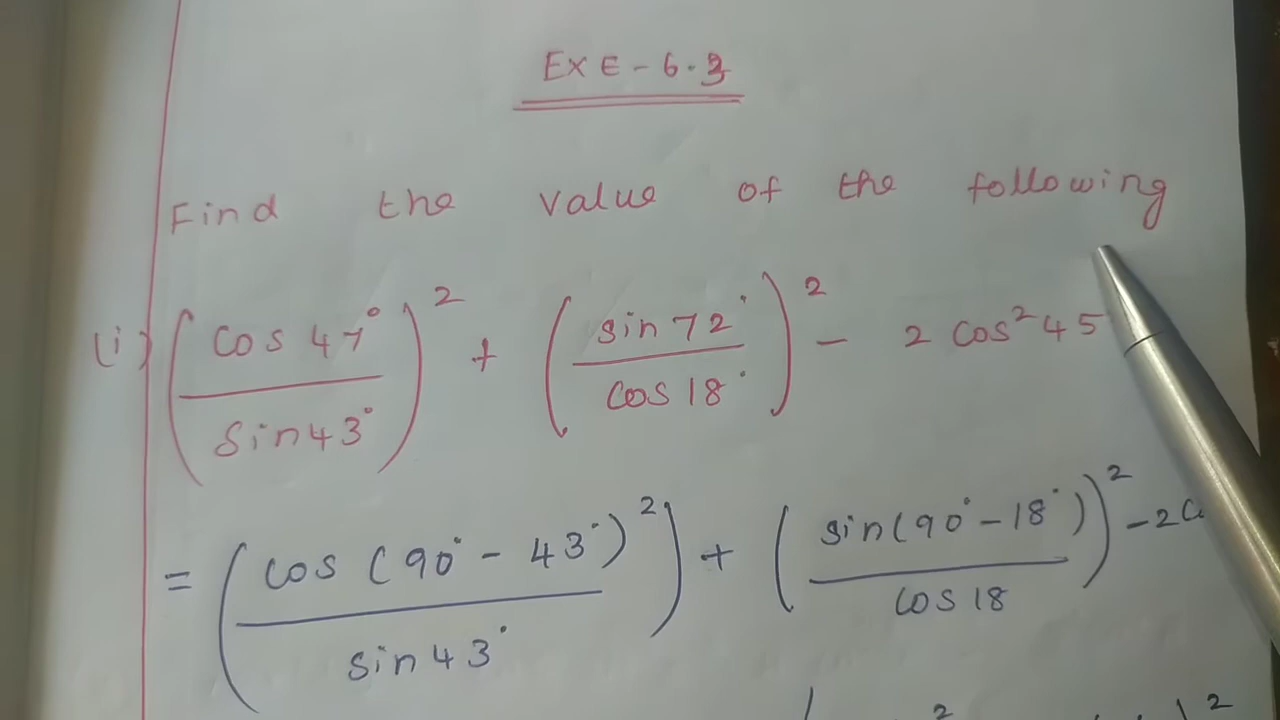 EXE - 6.3
Find the value of the following
(i) (cos 47° / sin 43°)² + (sin 72° / cos 18°)² - 2 cos² 45
= (cos (90° - 43°)² / sin 43°) + (sin (90° - 18°) / cos 18)² - 2